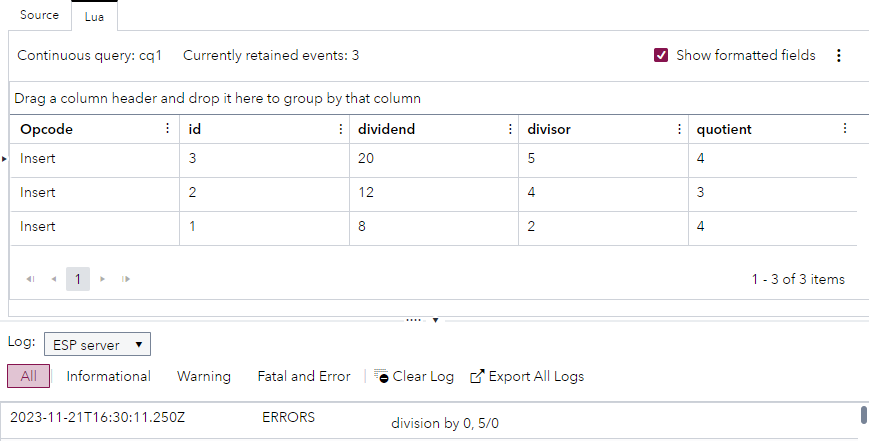 Source Lua
Continuous query: cq1 Currently retained events: 3 Show formatted fields
Drag a column header and drop it here to group by that column
Opcode id dividend divisor quotient
Insert 3 20 5 4
Insert 2 12 4 3
Insert 1 8 2 4
1 1 - 3 of 3 items
Log: ESP server
All Informational Warning Fatal and Error Clear Log Export All Logs
2023-11-21T16:30:11.250Z ERRORS division by 0, 5/0